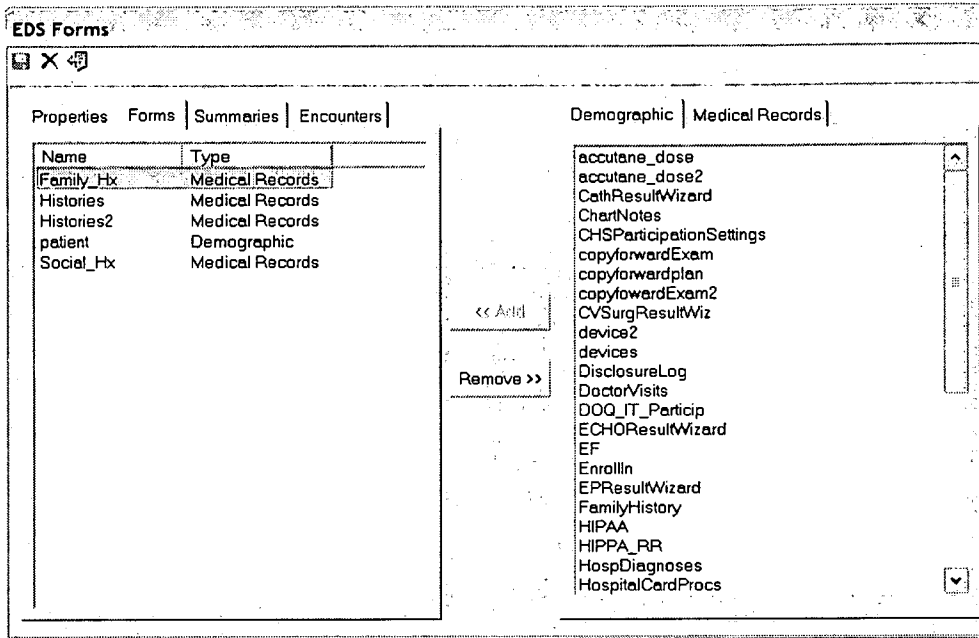 EDS Forms
Properties Forms Summaries Encounters
Name Type
Family_Hx Medical Records
Histories Medical Records
Histories2 Medical Records
patient Demographic
Social_Hx Medical Records
<< Add
Remove >>
Demographic Medical Records
accutane_dose
accutane_dose2
CathResultWizard
ChartNotes
CHSParticipationSettings
copyforwardExam
copyforwardplan
copyfowardExam2
CVSurgResultWiz
device2
devices
DisclosureLog
DoctorVisits
DOQ_IT_Particip
ECHOResultWizard
EF
EnrollIn
EPResultWizard
FamilyHistory
HIPAA
HIPPA_RR
HospDiagnoses
HospitalCardProcs